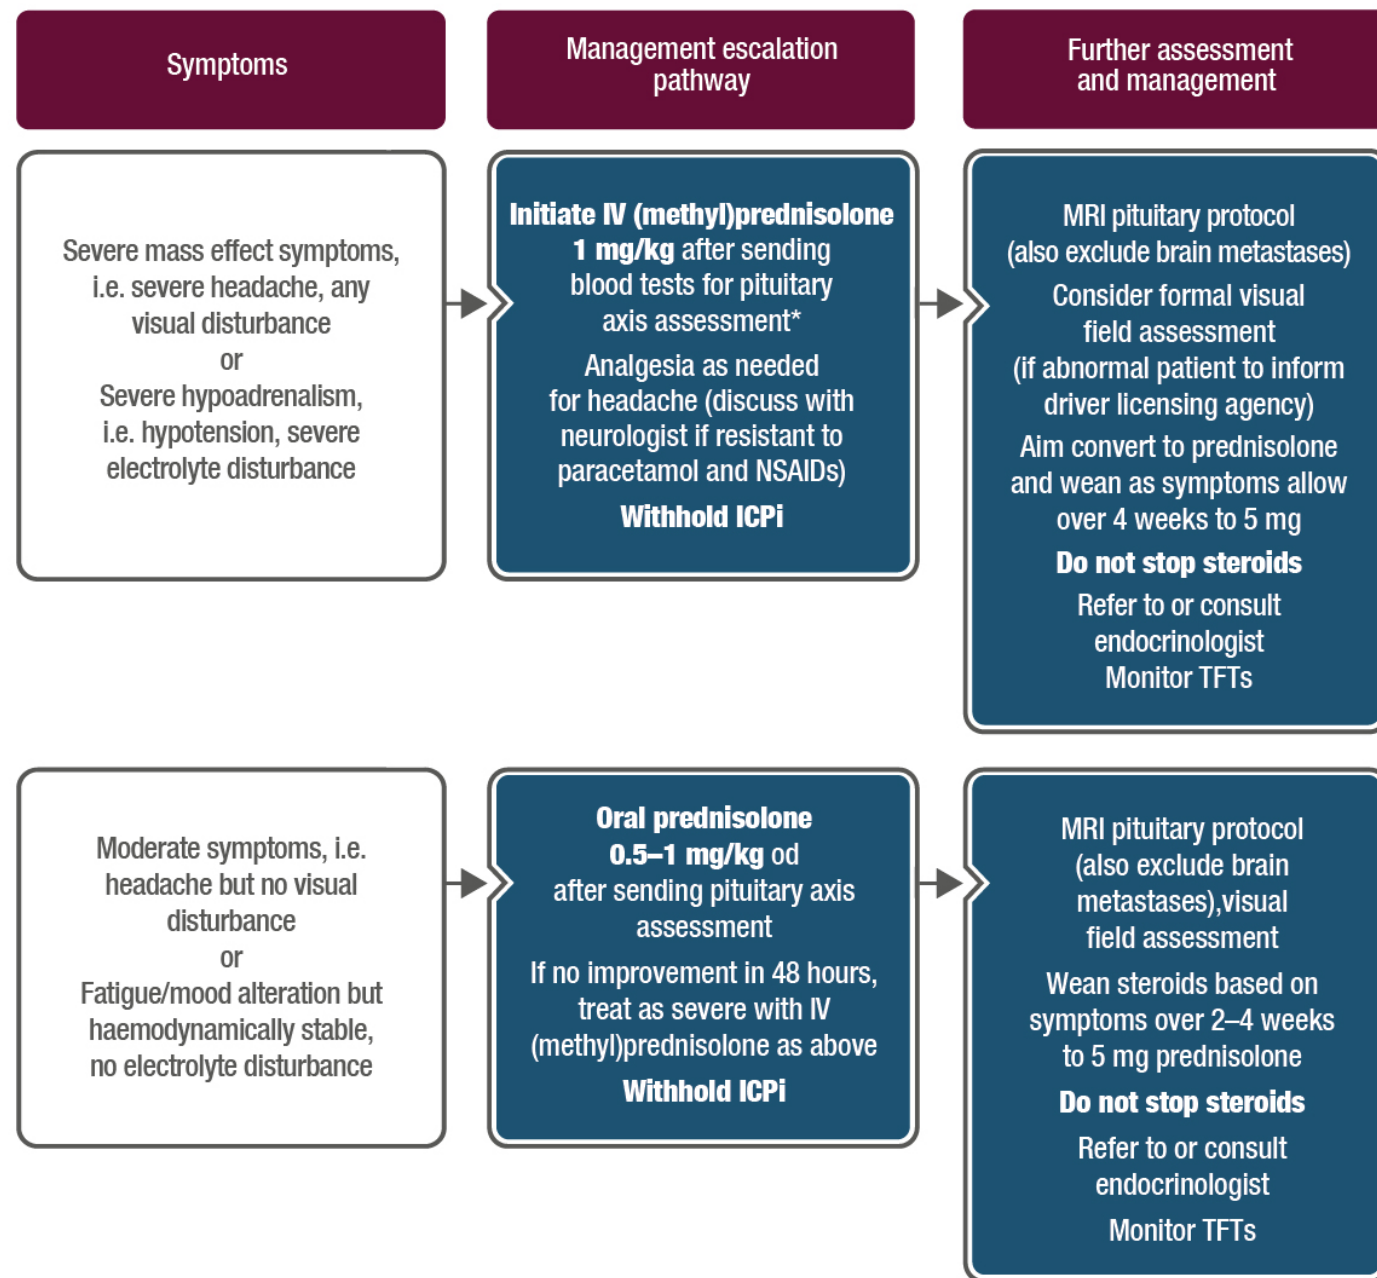 Symptoms
Management escalation
pathway
Further assessment
and management
Severe mass effect symptoms,
i.e. severe headache, any
visual disturbance
or
Severe hypoadrenalism,
i.e. hypotension, severe
electrolyte disturbance
Initiate IV (methyl)prednisolone
1 mg/kg after sending
blood tests for pituitary
axis assessment*
Analgesia as needed
for headache (discuss with
neurologist if resistant to
paracetamol and NSAIDs)
Withhold ICPi
MRI pituitary protocol
(also exclude brain metastases)
Consider formal visual
field assessment
(if abnormal patient to inform
driver licensing agency)
Aim convert to prednisolone
and wean as symptoms allow
over 4 weeks to 5 mg
Do not stop steroids
Refer to or consult
endocrinologist
Monitor TFTs
Moderate symptoms, i.e.
headache but no visual
disturbance
or
Fatigue/mood alteration but
haemodynamically stable,
no electrolyte disturbance
Oral prednisolone
0.5–1 mg/kg od
after sending pituitary axis
assessment
If no improvement in 48 hours,
treat as severe with IV
(methyl)prednisolone as above
Withhold ICPi
MRI pituitary protocol
(also exclude brain
metastases),visual
field assessment
Wean steroids based on
symptoms over 2–4 weeks
to 5 mg prednisolone
Do not stop steroids
Refer to or consult
endocrinologist
Monitor TFTs